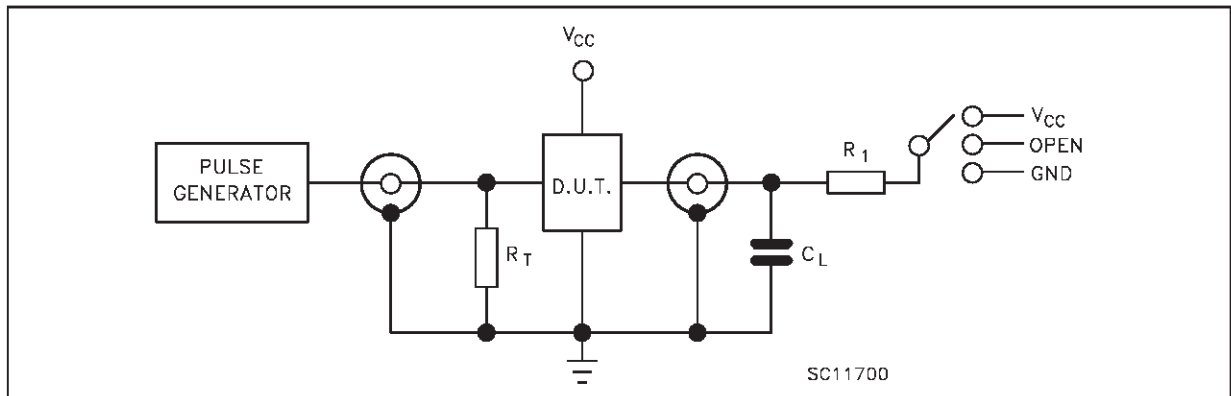 VCC
PULSE
GENERATOR
D.U.T.
RT
R1
CL
VCC
OPEN
GND
SC11700